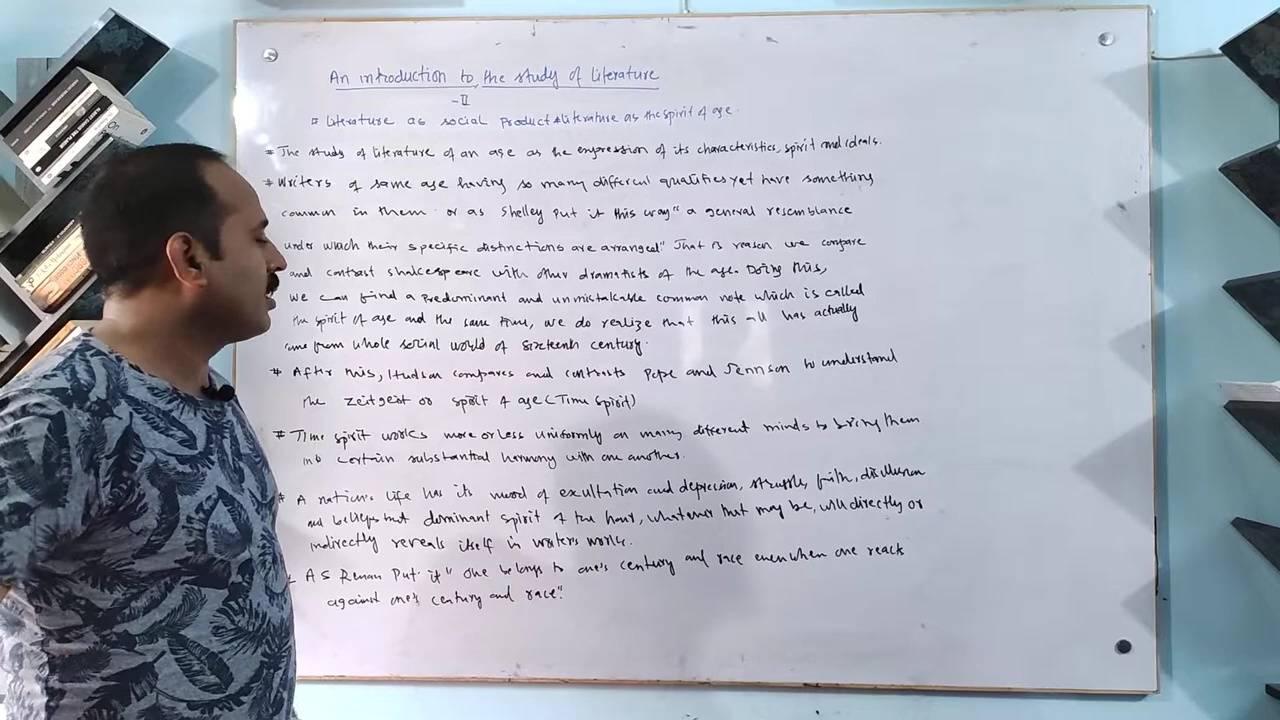 An introduction to the study of Literature
-II
# Literature as social product & literature as the spirit of age.
* The study of literature of an age as the expression of its characteristics, spirit and ideals.
* Writers of same age having so many different qualities yet have something
common in them. or as Shelley Put it this way "a general resemblance
under which their specific distinctions are arranged" That is reason we compare
and contrast shakespeare with other dramatists of the age. Doing this,
we can find a predominant and unmistakable common note which is called
the spirit of age and the same time, we do realize that this all has actually
come from whole social world of sixteenth century.
* After this, Hudson compares and contrasts Pope and Tennson to understand
the zeitgeist or spirit of age (Time Spirit)
* Time spirit works more or less uniformly on many different minds to bring them
into certain substantial harmony with one another.
* A nation's life has its mood of exultation and depression, struggle, faith, disillusion
and but dominant spirit of the hour, whatever that may be, will directly or
indirectly reveals itself in writer's works.
* As Renan Put it "one belongs to one's century and race even when one react
against one's century and race".